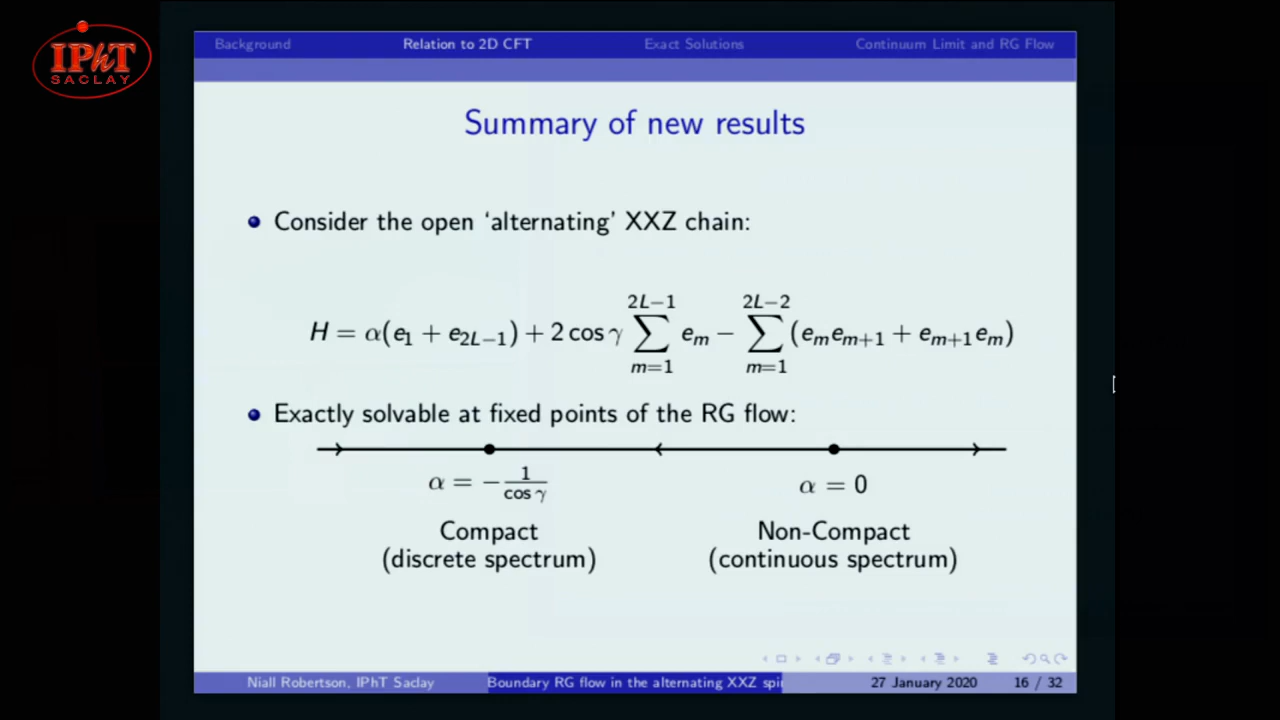 IPhT
SACLAY
Background Relation to 2D CFT Exact Solutions Continuum Limit and RG Flow
Summary of new results
Consider the open ‘alternating’ XXZ chain:
H = α(e₁ + e₂L₋₁) + 2 cos γ ∑_{m=1}^{2L−1} e_m − ∑_{m=1}^{2L−2} (e_m e_{m+1} + e_{m+1} e_m)
Exactly solvable at fixed points of the RG flow:
α = − 1/cos γ α = 0
Compact Non-Compact
(discrete spectrum) (continuous spectrum)
Niall Robertson, IPhT Saclay Boundary RG flow in the alternating XXZ spi 27 January 2020 16 / 32